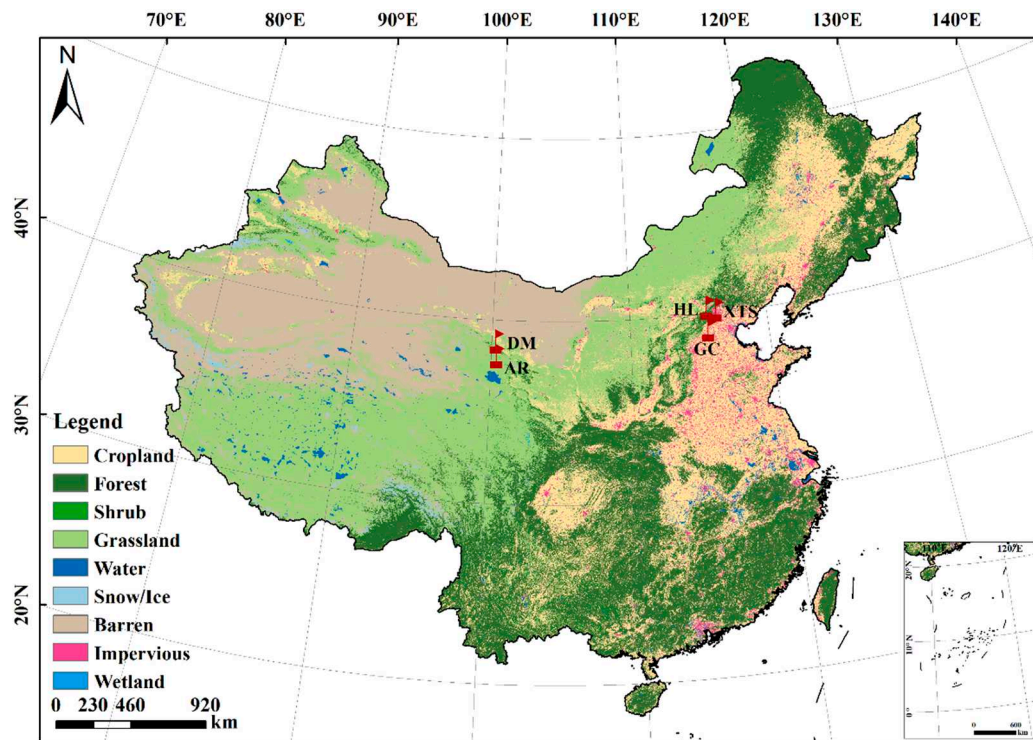 70°E 80°E 90°E 100°E 110°E 120°E 130°E 140°E
N
40°N
30°N
20°N
HL XTS
GC
DM
AR
Legend
Cropland
Forest
Shrub
Grassland
Water
Snow/Ice
Barren
Impervious
Wetland
0 230 460 920
km
110°E 120°E
20°N
10°N
0°
0 600
km